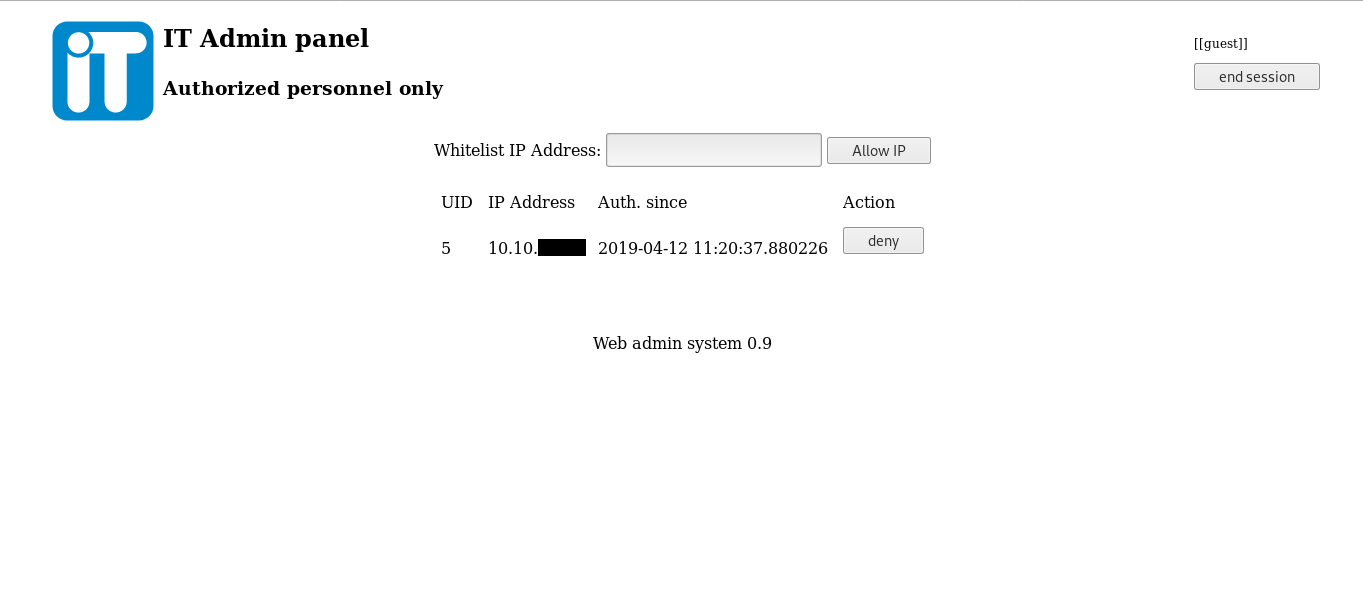 iT
IT Admin panel
Authorized personnel only
[[guest]]
end session
Whitelist IP Address:
Allow IP
UID IP Address Auth. since Action
5 10.10. 2019-04-12 11:20:37.880226 deny
Web admin system 0.9